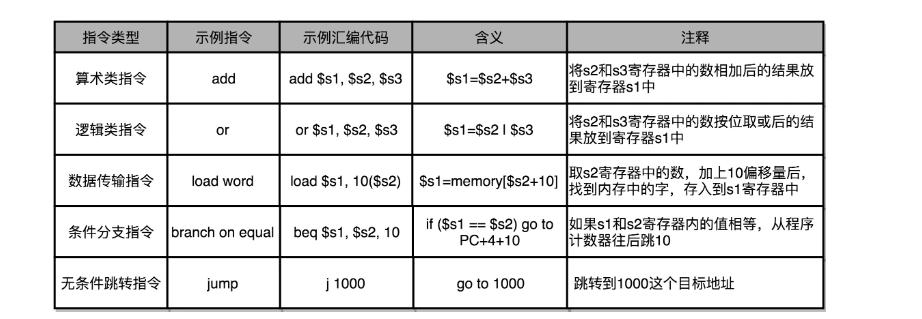 指令类型 示例指令 示例汇编代码 含义 注释
算术类指令 add add $s1, $s2, $s3 $s1=$s2+$s3 将s2和s3寄存器中的数相加后的结果放
到寄存器s1中
逻辑类指令 or or $s1, $s2, $s3 $s1=$s2 I $s3 将s2和s3寄存器中的数按位取或后的结
果放到寄存器s1中
数据传输指令 load word load $s1, 10($s2) $s1=memory[$s2+10] 取s2寄存器中的数，加上10偏移量后，
找到内存中的字，存入到s1寄存器中
条件分支指令 branch on equal beq $s1, $s2, 10 if ($s1 == $s2) go to
PC+4+10
如果s1和s2寄存器内的值相等，从程序
计数器往后跳10
无条件跳转指令 jump j 1000 go to 1000 跳转到1000这个目标地址